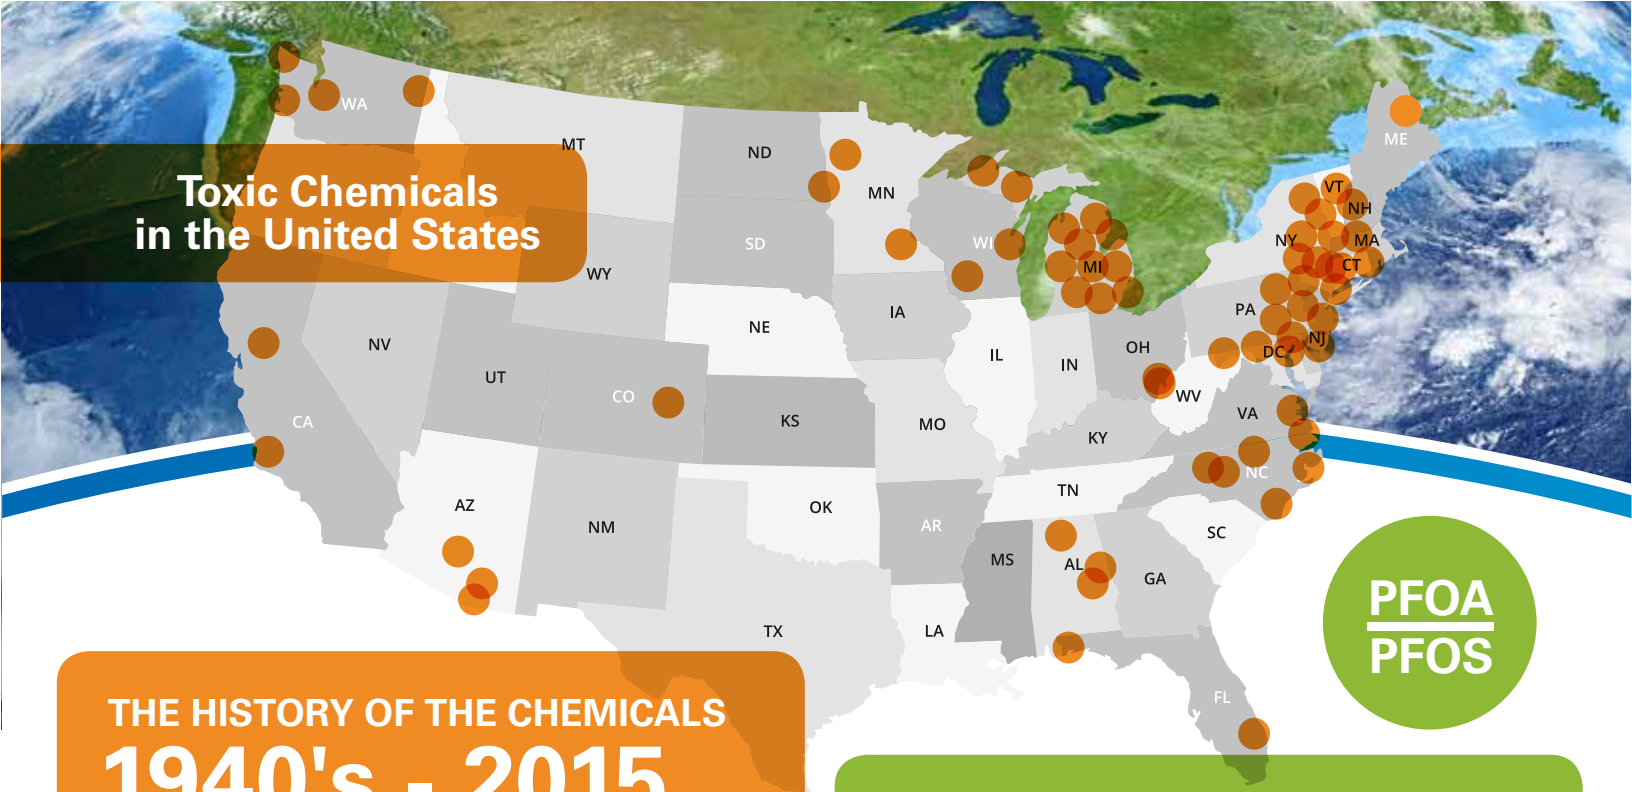 Toxic Chemicals
in the United States
WA
MT
ND
MN
SD
WI
WY
MI
ME
VT
NH
NY
MA
CT
PA
NJ
DC
NE
IA
IL
IN
OH
NV
UT
CO
KS
MO
KY
WV
VA
CA
AZ
NM
OK
AR
TN
NC
SC
MS
AL
GA
TX
LA
FL
PFOA
PFOS
THE HISTORY OF THE CHEMICALS
1940's - 2015